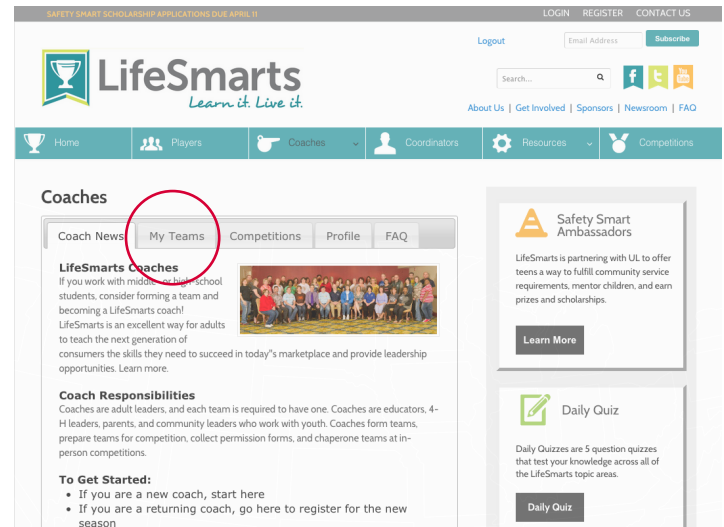 SAFETY SMART SCHOLARSHIP APPLICATIONS DUE APRIL 11
LOGIN REGISTER CONTACT US
Logout
Email Address
Subscribe
LifeSmarts
Learn it. Live it.
Search...
f
t
You Tube
About Us | Get Involved | Sponsors | Newsroom | FAQ
Home
Players
Coaches
Coordinators
Resources
Competitions
Coaches
Coach News
My Teams
Competitions
Profile
FAQ
LifeSmarts Coaches
If you work with middle- or high-school
students, consider forming a team and
becoming a LifeSmarts coach!
LifeSmarts is an excellent way for adults
to teach the next generation of
consumers the skills they need to succeed in today"s marketplace and provide leadership
opportunities. Learn more.
Coach Responsibilities
Coaches are adult leaders, and each team is required to have one. Coaches are educators, 4-
H leaders, parents, and community leaders who work with youth. Coaches form teams,
prepare teams for competition, collect permission forms, and chaperone teams at in-
person competitions.
To Get Started:
• If you are a new coach, start here
• If you are a returning coach, go here to register for the new
season
Safety Smart
Ambassadors
LifeSmarts is partnering with UL to offer
teens a way to fulfill community service
requirements, mentor children, and earn
prizes and scholarships.
Learn More
Daily Quiz
Daily Quizzes are 5 question quizzes
that test your knowledge across all of
the LifeSmarts topic areas.
Daily Quiz